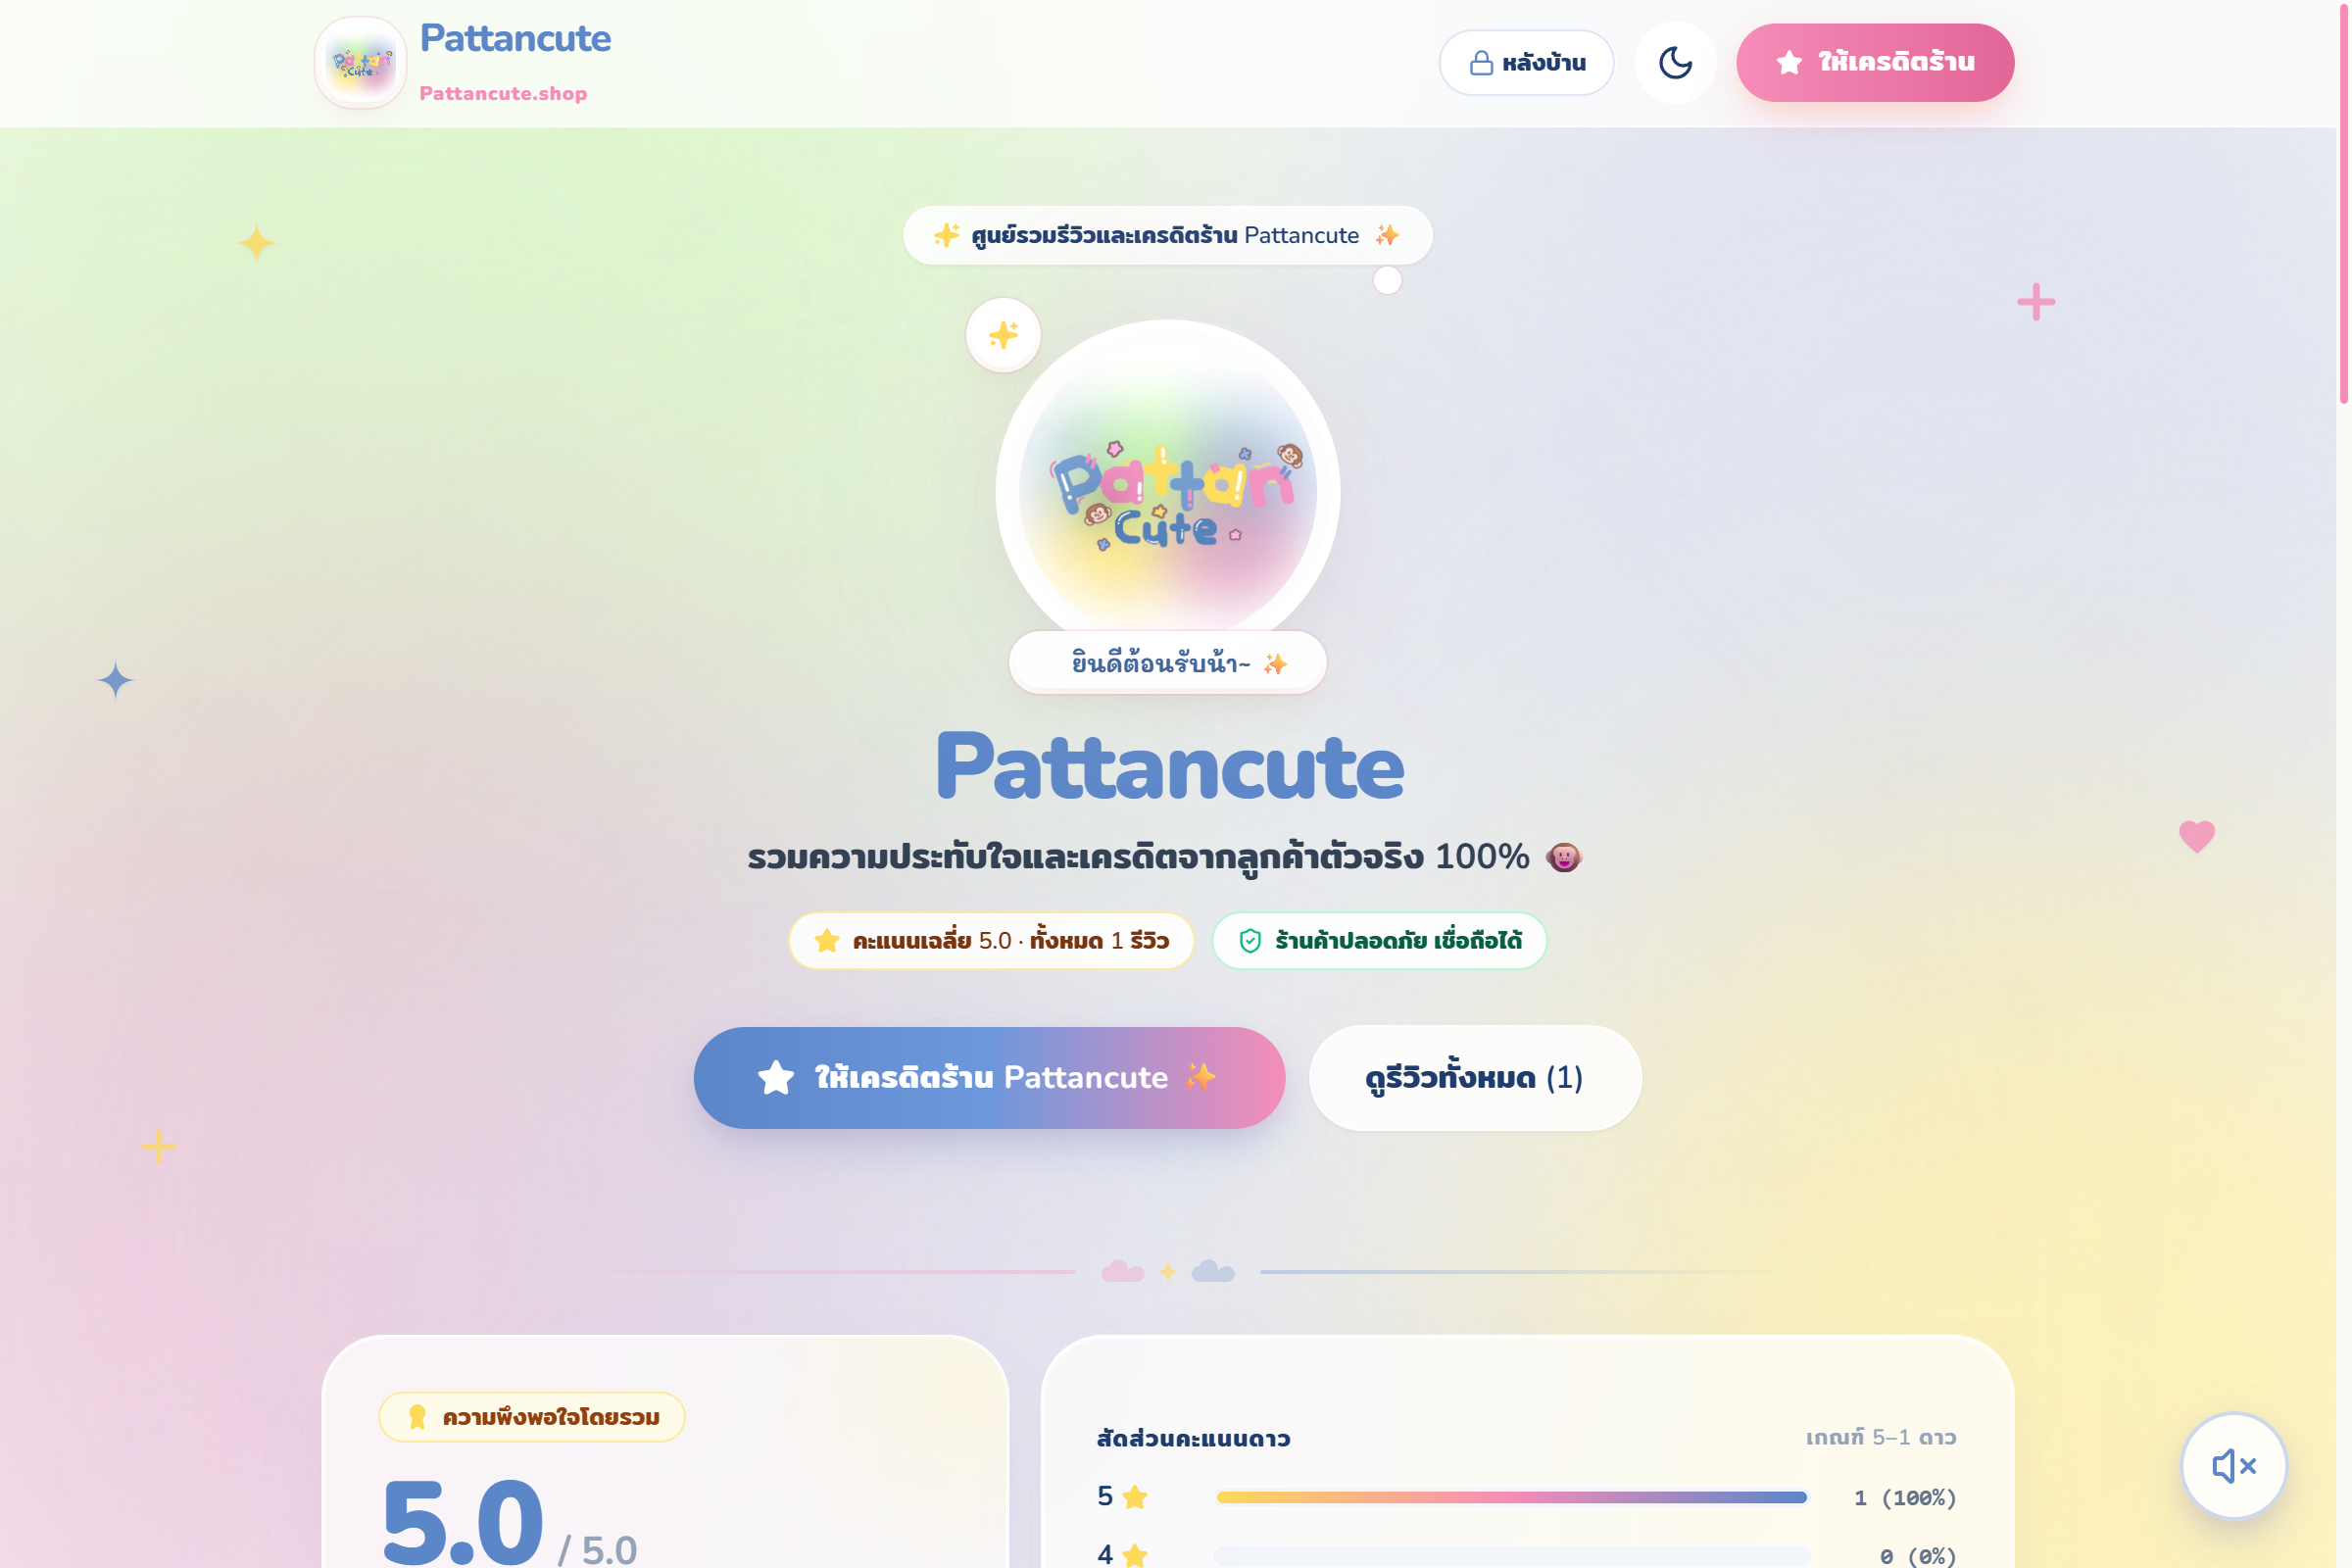 Pattan
Cute
Pattancute
Pattancute.shop
หลังบ้าน
ให้เครดิตร้าน
ศูนย์รวมรีวิวและเครดิตร้าน Pattancute ✨
Pattan
Cute
ยินดีต้อนรับน้า~ ✨
Pattancute
รวมความประทับใจและเครดิตจากลูกค้าตัวจริง 100% 🐵
คะแนนเฉลี่ย 5.0 · ทั้งหมด 1 รีวิว
ร้านค้าปลอดภัย เชื่อถือได้
ให้เครดิตร้าน Pattancute ✨
ดูรีวิวทั้งหมด (1)
ความพึงพอใจโดยรวม
5.0 / 5.0
สัดส่วนคะแนนดาว
เกณฑ์ 5–1 ดาว
5 1 (100%)
4 0 (0%)